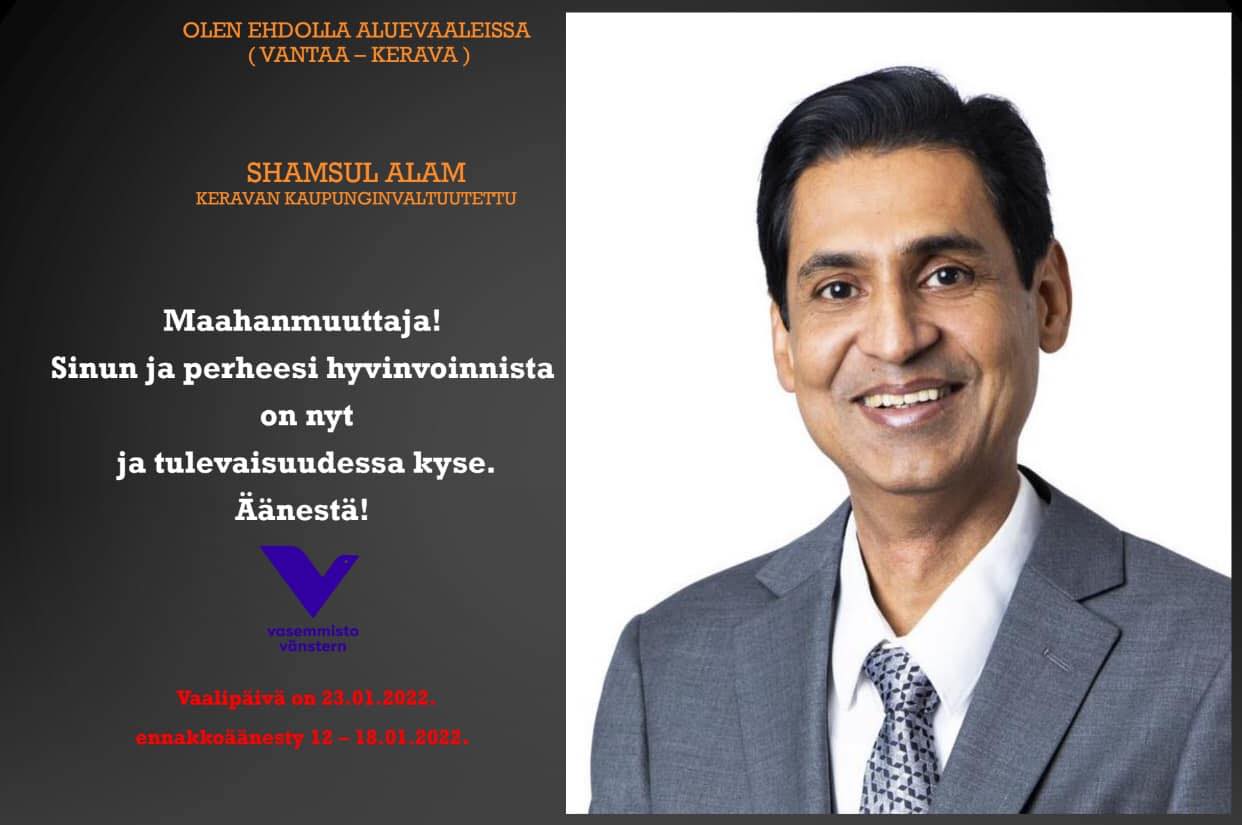 OLEN EHDOLLA ALUEVAALEISSA
( VANTAA – KERAVA )
SHAMSUL ALAM
KERAVAN KAUPUNGINVALTUUTETTU
Maahanmuuttaja!
Sinun ja perheesi hyvinvoinnista
on nyt
ja tulevaisuudessa kyse.
Äänestä!
vasemmisto
vänstern
Vaalipäivä on 23.01.2022.
ennakkoäänesty 12 – 18.01.2022.